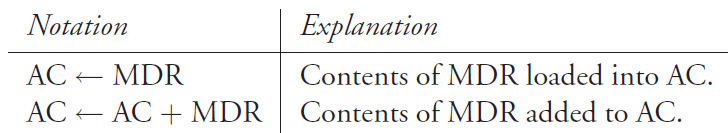 Notation Explanation
AC ← MDR Contents of MDR loaded into AC.
AC ← AC + MDR Contents of MDR added to AC.